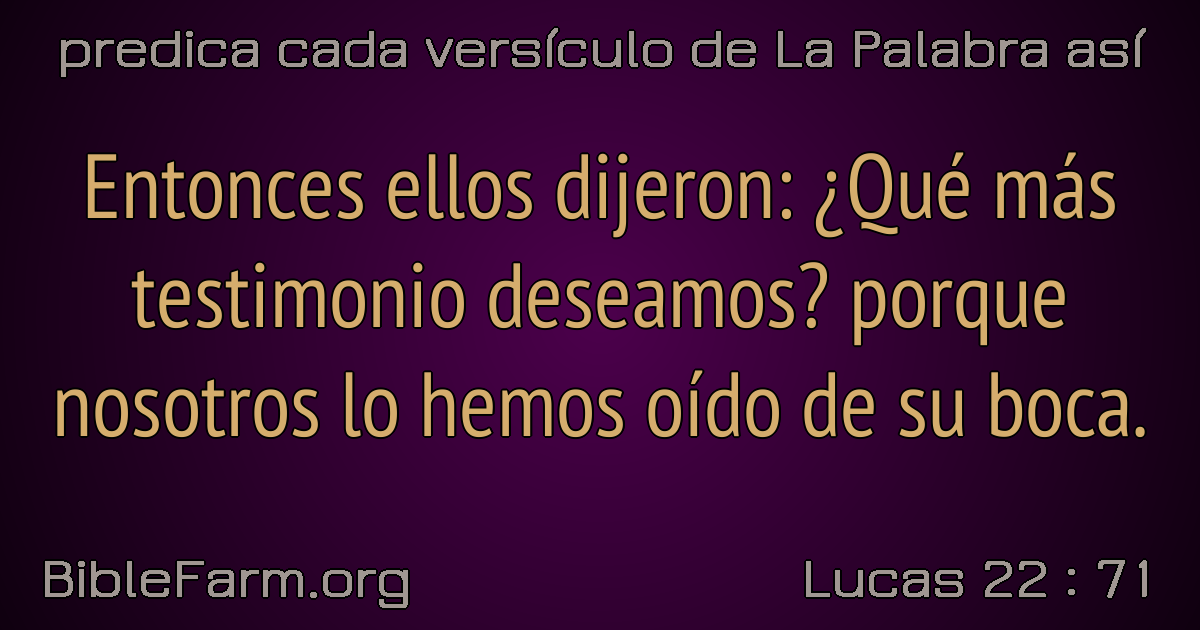 predica cada versículo de La Palabra así
Entonces ellos dijeron: ¿Qué más
testimonio deseamos? porque
nosotros lo hemos oído de su boca.
BibleFarm.org
Lucas 22 : 71